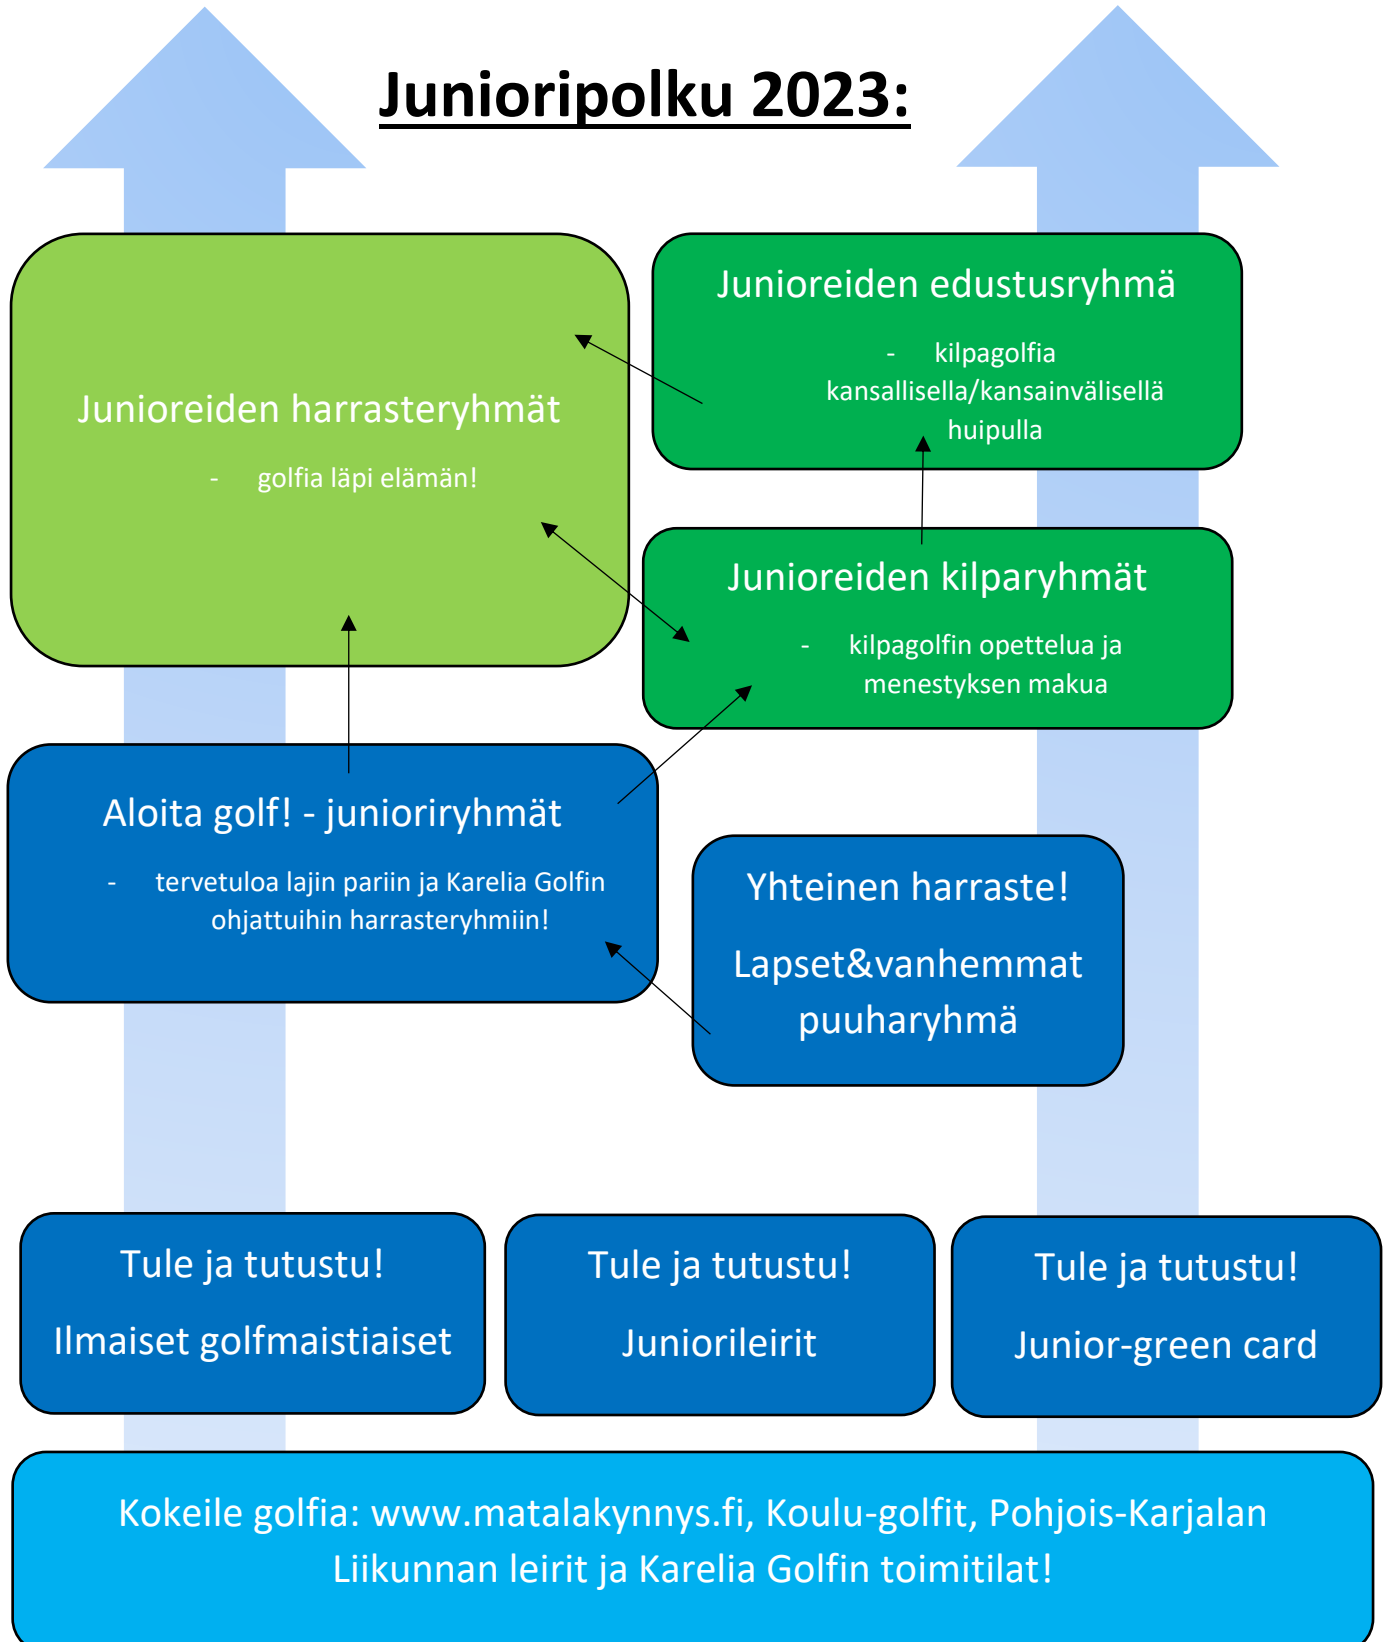 Junioripolku 2023:
Junioreiden harrasteryhmät
- golfia läpi elämän!
Junioreiden edustusryhmä
- kilpagolfia
kansallisella/kansainvälisellä
huipulla
Junioreiden kilparyhmät
- kilpagolfin opettelua ja
menestyksen makua
Aloita golf! - junioriryhmät
- tervetuloa lajin pariin ja Karelia Golfin
ohjattuihin harrasteryhmiin!
Yhteinen harraste!
Lapset&vanhemmat
puuharyhmä
Tule ja tutustu!
Ilmaiset golfmaistiaiset
Tule ja tutustu!
Juniorileirit
Tule ja tutustu!
Junior-green card
Kokeile golfia: www.matalakynnys.fi, Koulu-golfit, Pohjois-Karjalan
Liikunnan leirit ja Karelia Golfin toimitilat!